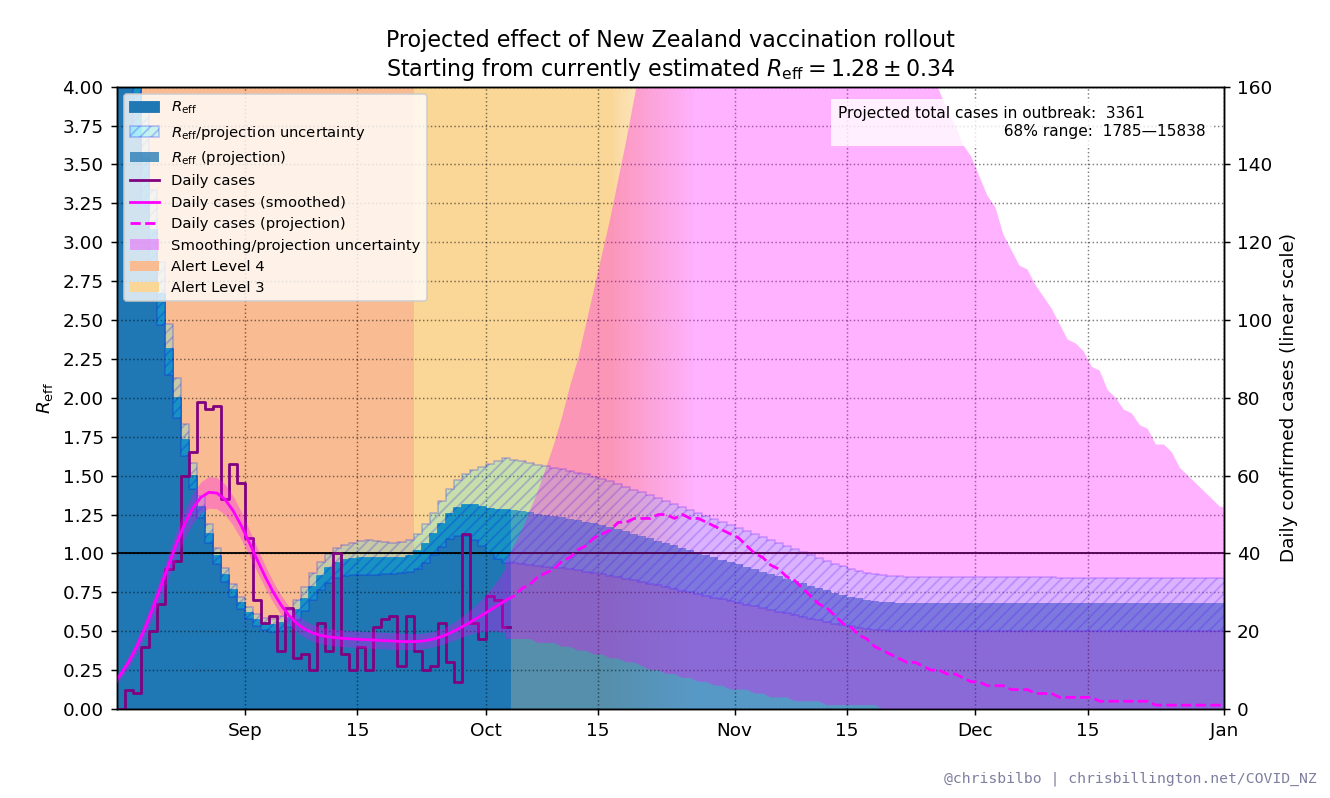 Projected effect of New Zealand vaccination rollout
Starting from currently estimated R_eff = 1.28 ± 0.34
R_eff
R_eff/projection uncertainty
R_eff (projection)
Daily cases
Daily cases (smoothed)
Daily cases (projection)
Smoothing/projection uncertainty
Alert Level 4
Alert Level 3
Projected total cases in outbreak: 3361
68% range: 1785—15838
R_eff
4.00
3.75
3.50
3.25
3.00
2.75
2.50
2.25
2.00
1.75
1.50
1.25
1.00
0.75
0.50
0.25
0.00
160
140
120
100
80
60
40
20
0
Daily confirmed cases (linear scale)
Sep 15 Oct 15 Nov 15 Dec 15 Jan
@chrisbilbo | chrisbillington.net/COVID_NZ